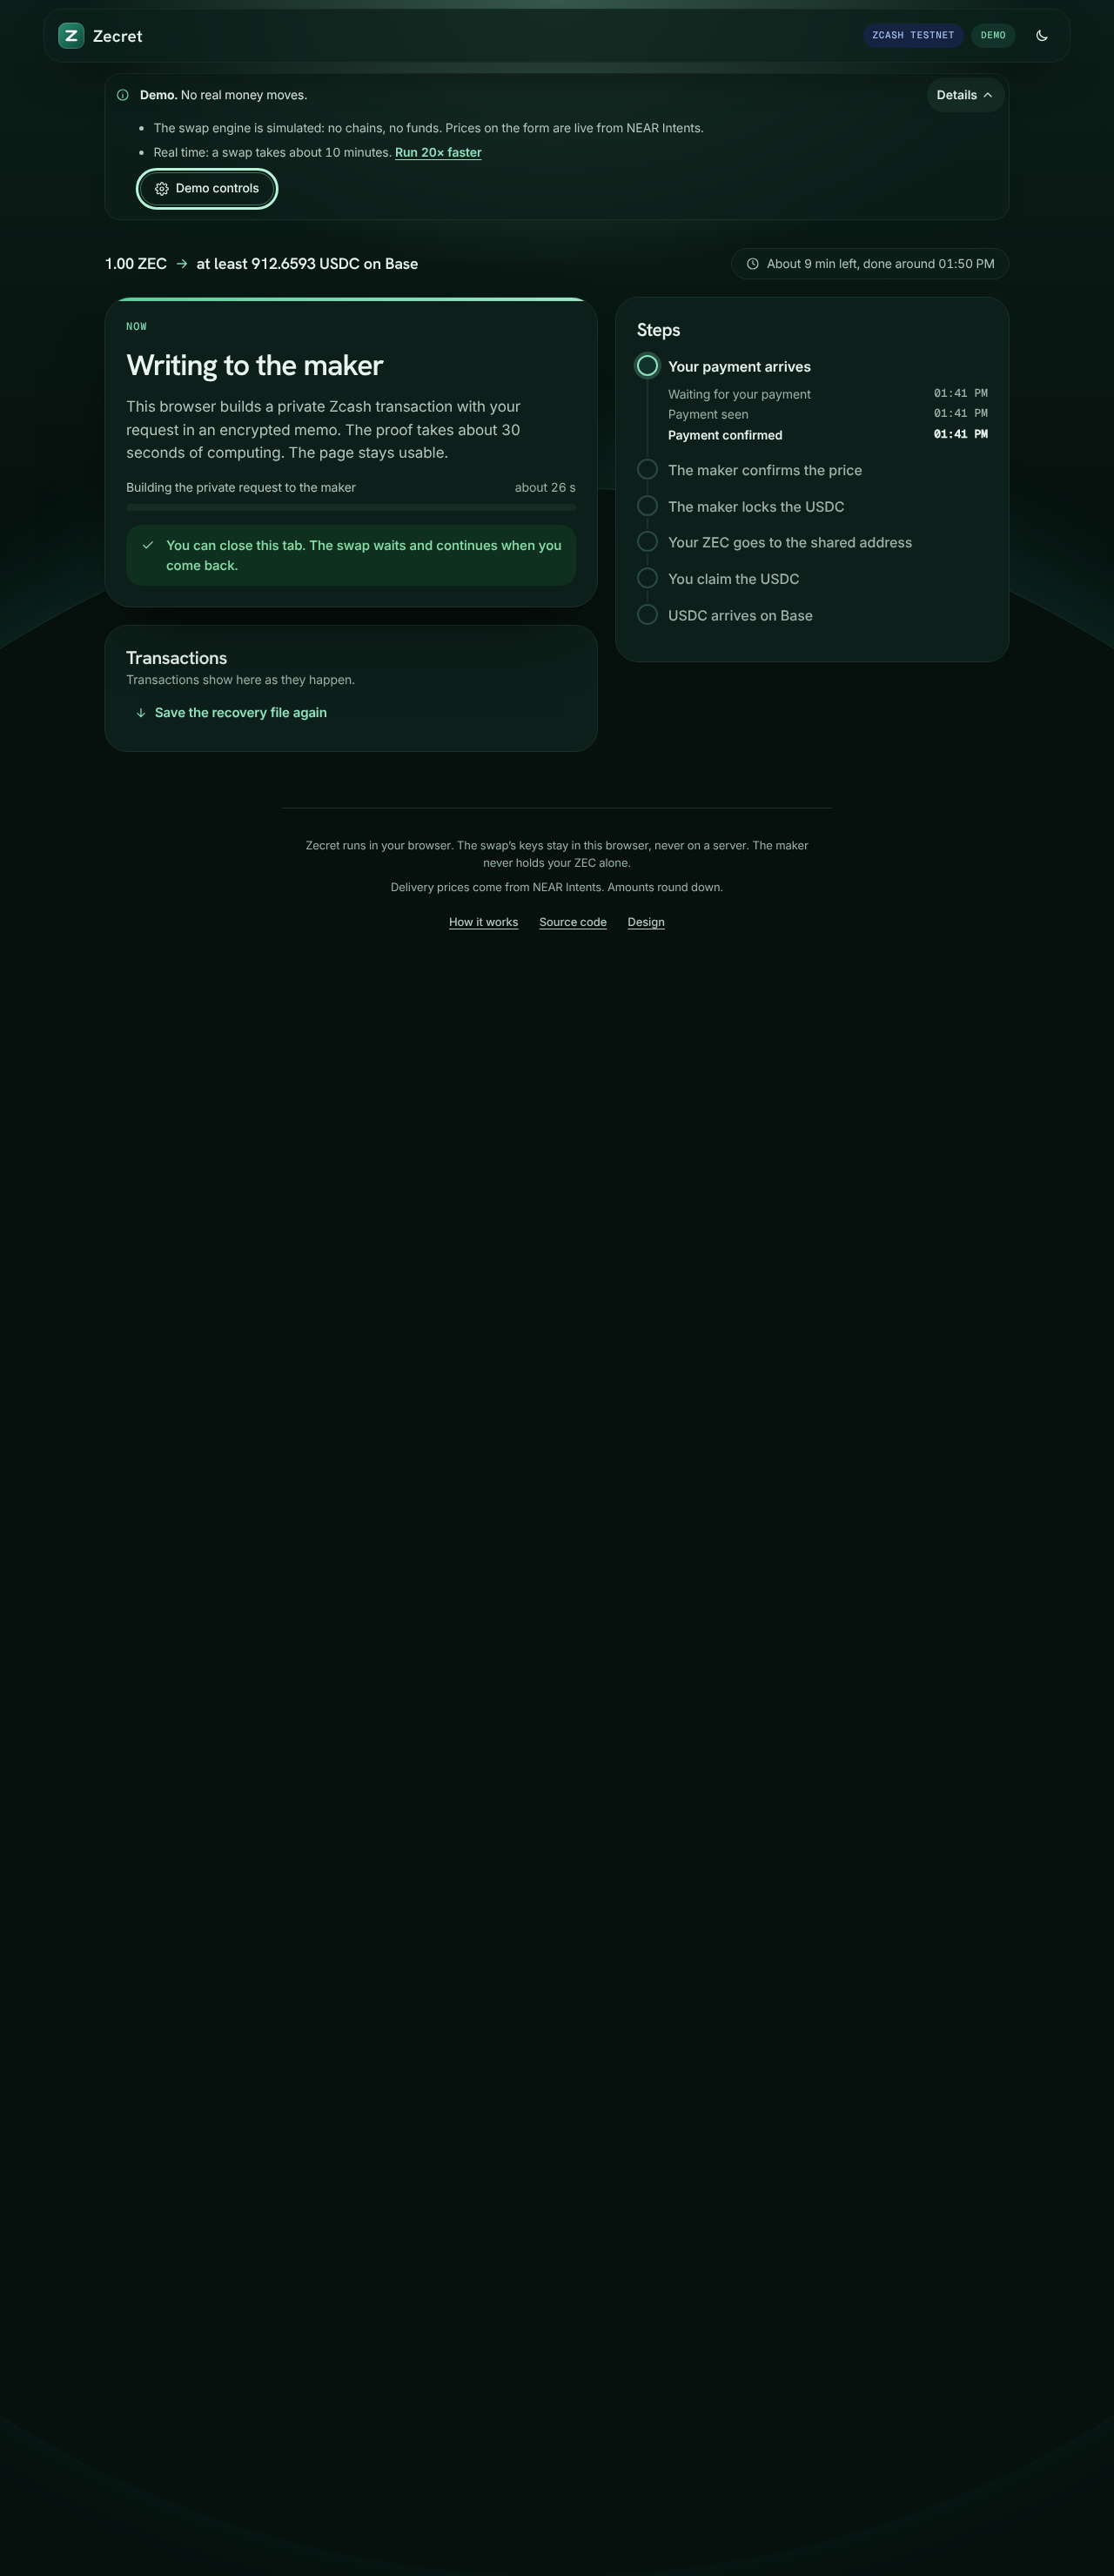 Zecret
ZCASH TESTNET
DEMO
Demo. No real money moves.
Details
The swap engine is simulated: no chains, no funds. Prices on the form are live from NEAR Intents.
Real time: a swap takes about 10 minutes. Run 20× faster
Demo controls
1.00 ZEC → at least 912.6593 USDC on Base
About 9 min left, done around 01:50 PM
NOW
Writing to the maker
This browser builds a private Zcash transaction with your
request in an encrypted memo. The proof takes about 30
seconds of computing. The page stays usable.
Building the private request to the maker
about 26 s
You can close this tab. The swap waits and continues when you
come back.
Steps
Your payment arrives
Waiting for your payment 01:41 PM
Payment seen 01:41 PM
Payment confirmed 01:41 PM
The maker confirms the price
The maker locks the USDC
Your ZEC goes to the shared address
You claim the USDC
USDC arrives on Base
Transactions
Transactions show here as they happen.
Save the recovery file again
Zecret runs in your browser. The swap’s keys stay in this browser, never on a server. The maker
never holds your ZEC alone.
Delivery prices come from NEAR Intents. Amounts round down.
How it works Source code Design